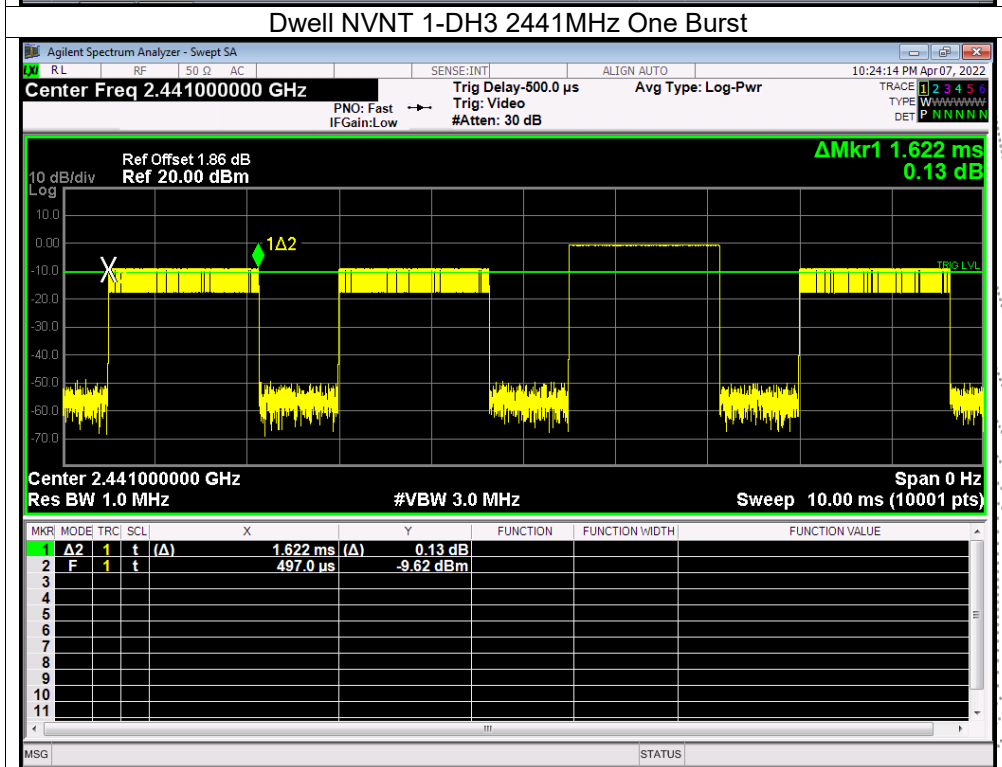 Dwell NVNT 1-DH3 2441MHz One Burst
Agilent Spectrum Analyzer - Swept SA
LXI RL RF 50 Ω AC SENSE:INT ALIGN AUTO 10:24:14 PM Apr 07, 2022
Center Freq 2.441000000 GHz
PNO: Fast
IFGain:Low
Trig Delay-500.0 µs
Trig: Video
#Atten: 30 dB
Avg Type: Log-Pwr
TRACE 1 2 3 4 5 6
TYPE WWWWWWW
DET P N N N N N
ΔMkr1 1.622 ms
0.13 dB
Ref Offset 1.86 dB
10 dB/div Ref 20.00 dBm
Log
10.0
0.00
1Δ2
-10.0
TRIG LVL
-20.0
-30.0
-40.0
-50.0
-60.0
-70.0
Center 2.441000000 GHz Span 0 Hz
Res BW 1.0 MHz #VBW 3.0 MHz Sweep 10.00 ms (10001 pts)
MKR MODE TRC SCL X Y FUNCTION FUNCTION WIDTH FUNCTION VALUE
1 Δ2 1 t (Δ) 1.622 ms (Δ) 0.13 dB
2 F 1 t 497.0 µs -9.62 dBm
3
4
5
6
7
8
9
10
11
MSG STATUS